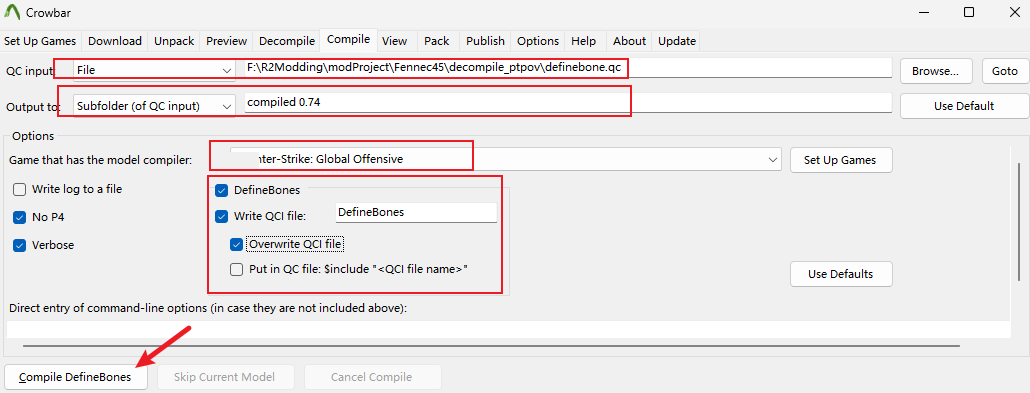 Crowbar
Set Up Games Download Unpack Preview Decompile Compile View Pack Publish Options Help About Update
QC input File F:\R2Modding\modProject\Fennec45\decompile_ptpov\definebone.qc Browse... Goto
Output to: Subfolder (of QC input) compiled 0.74 Use Default
Options
Game that has the model compiler: nter-Strike: Global Offensive Set Up Games
Write log to a file DefineBones
No P4 Write QCI file: DefineBones
Verbose Overwrite QCI file
Put in QC file: $include "<QCI file name>" Use Defaults
Direct entry of command-line options (in case they are not included above):
Compile DefineBones Skip Current Model Cancel Compile